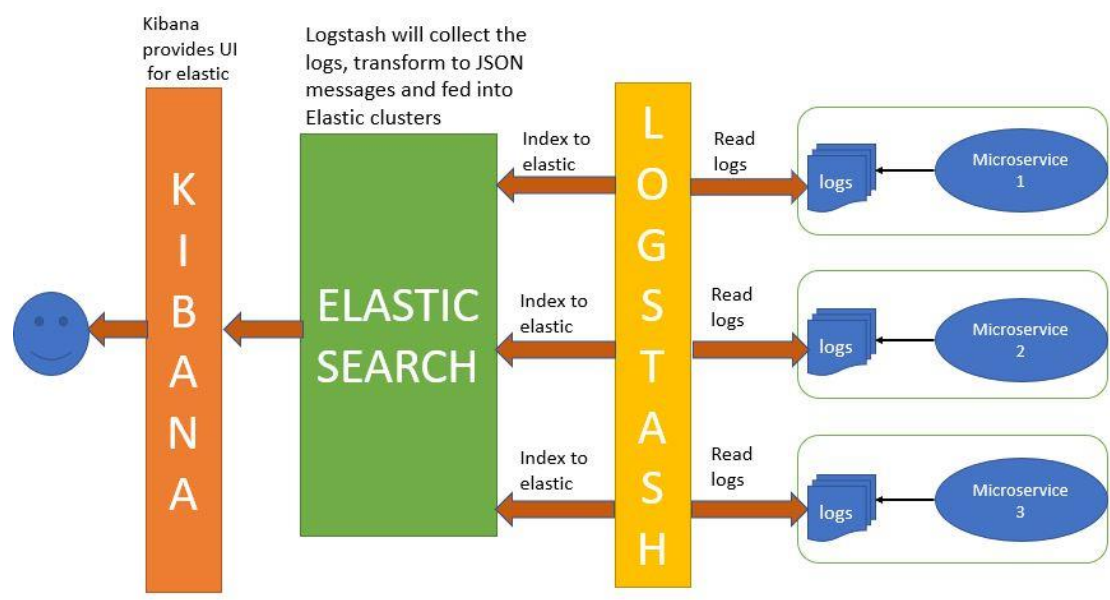 Kibana
provides UI
for elastic
Logstash will collect the
logs, transform to JSON
messages and fed into
Elastic clusters
KIBANA
ELASTIC
SEARCH
LOGSTASH
Index to
elastic
Read
logs
logs
Microservice
1
Index to
elastic
Read
logs
logs
Microservice
2
Index to
elastic
Read
logs
logs
Microservice
3